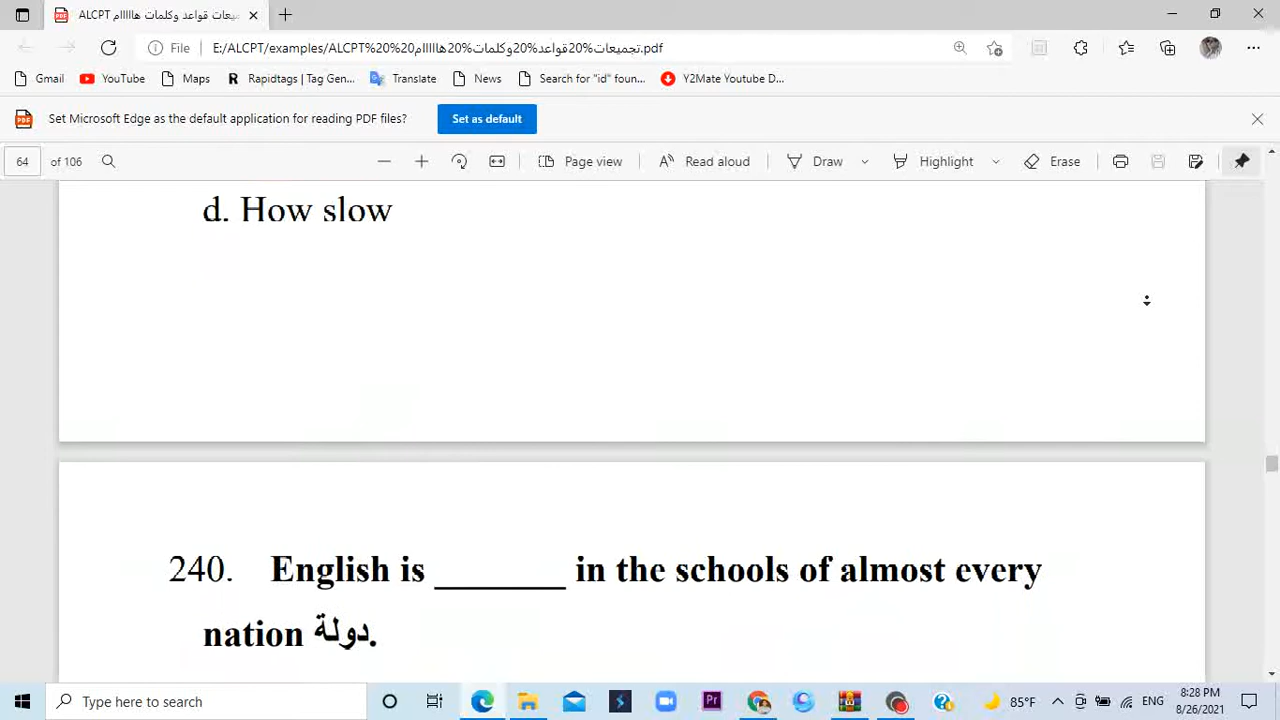 ALCPT تجميعات قواعد وكلمات هااااام
File E:/ALCPT/examples/ALCPT%20%20تجميعات%20قواعد%20وكلمات%20هااااام.pdf
Gmail YouTube Maps Rapidtags | Tag Gen... Translate News Search for "id" foun... Y2Mate Youtube D...
Set Microsoft Edge as the default application for reading PDF files? Set as default
64 of 106 Page view Read aloud Draw Highlight Erase
d. How slow
240. English is _______ in the schools of almost every
nation دولة.
Type here to search Pr 85°F ENG 8:28 PM
8/26/2021